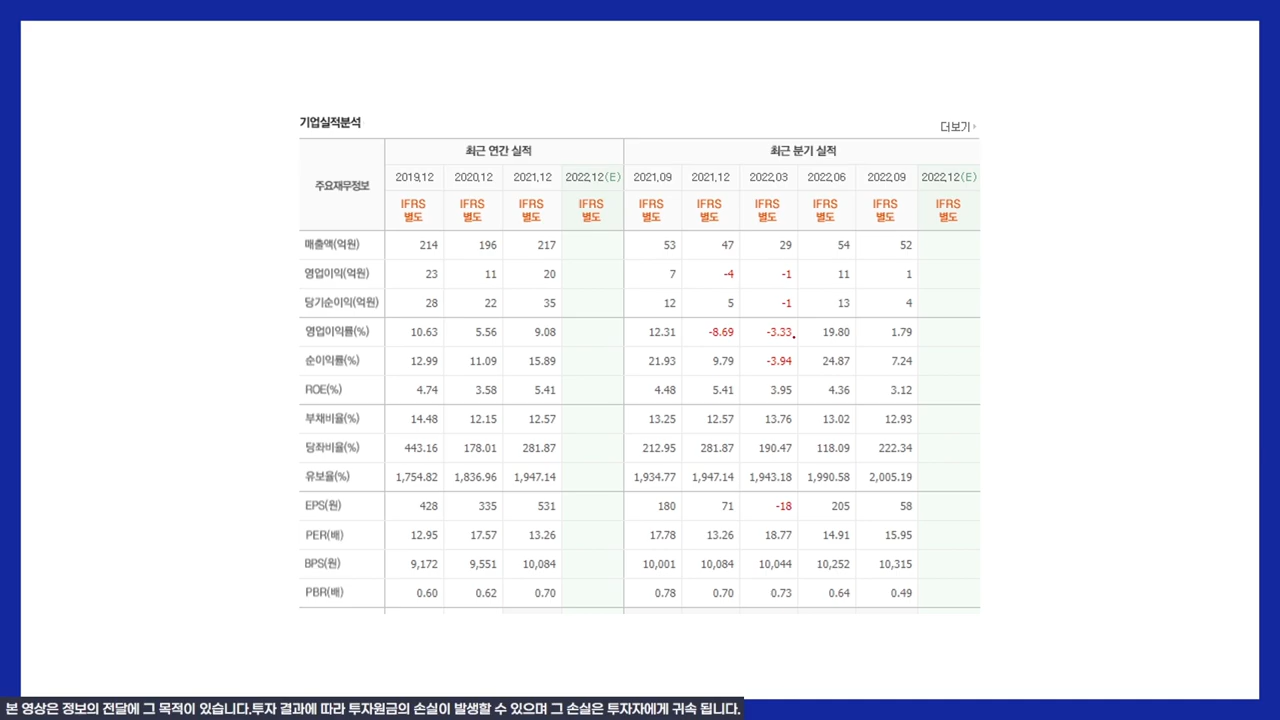 기업실적분석
더보기 ›
주요재무정보 최근 연간 실적 최근 분기 실적
2019.12 2020.12 2021.12 2022.12(E) 2021.09 2021.12 2022.03 2022.06 2022.09 2022.12(E)
IFRS IFRS IFRS IFRS IFRS IFRS IFRS IFRS IFRS IFRS
별도 별도 별도 별도 별도 별도 별도 별도 별도 별도
매출액(억원) 214 196 217 53 47 29 54 52
영업이익(억원) 23 11 20 7 -4 -1 11 1
당기순이익(억원) 28 22 35 12 5 -1 13 4
영업이익률(%) 10.63 5.56 9.08 12.31 -8.69 -3.33 19.80 1.79
순이익률(%) 12.99 11.09 15.89 21.93 9.79 -3.94 24.87 7.24
ROE(%) 4.74 3.58 5.41 4.48 5.41 3.95 4.36 3.12
부채비율(%) 14.48 12.15 12.57 13.25 12.57 13.76 13.02 12.93
당좌비율(%) 443.16 178.01 281.87 212.95 281.87 190.47 118.09 222.34
유보율(%) 1,754.82 1,836.96 1,947.14 1,934.77 1,947.14 1,943.18 1,990.58 2,005.19
EPS(원) 428 335 531 180 71 -18 205 58
PER(배) 12.95 17.57 13.26 17.78 13.26 18.77 14.91 15.95
BPS(원) 9,172 9,551 10,084 10,001 10,084 10,044 10,252 10,315
PBR(배) 0.60 0.62 0.70 0.78 0.70 0.73 0.64 0.49
본 영상은 정보의 전달에 그 목적이 있습니다.투자 결과에 따라 투자원금의 손실이 발생할 수 있으며 그 손실은 투자자에게 귀속 됩니다.